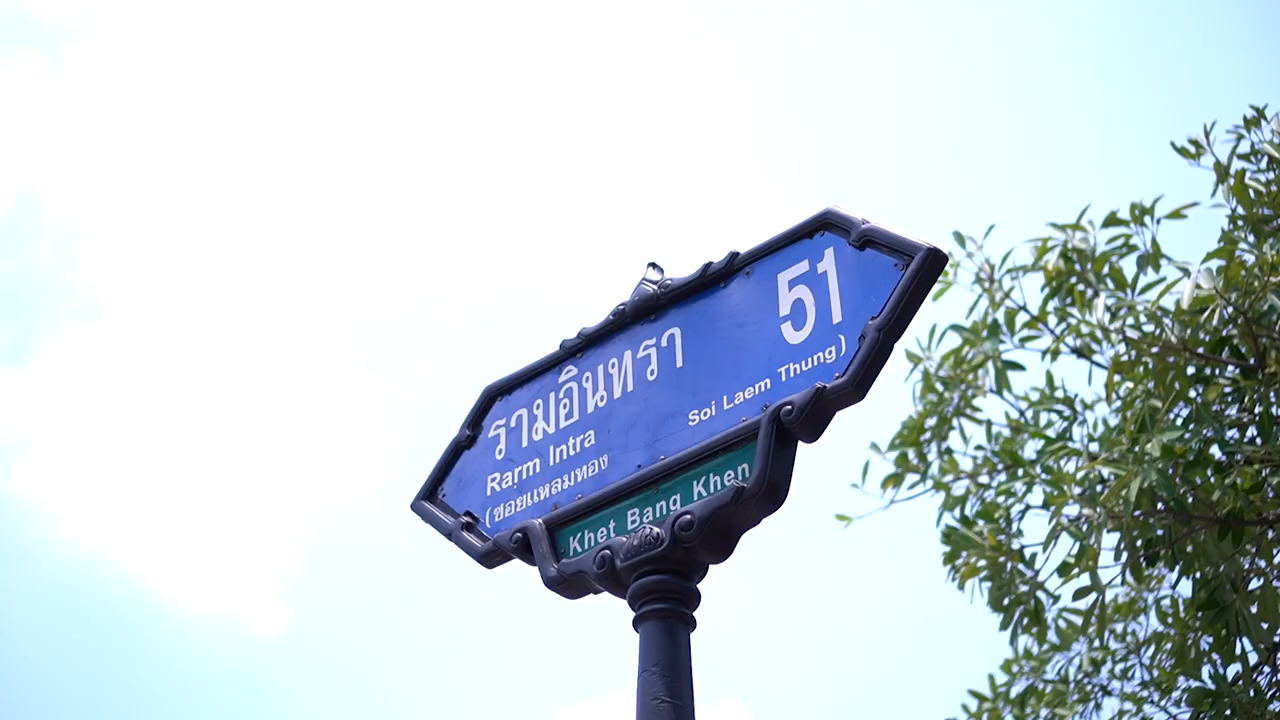 รามอินทรา 51
Rarm Intra
(ซอยแหลมทอง Soi Laem Thung)
Khet Bang Khen